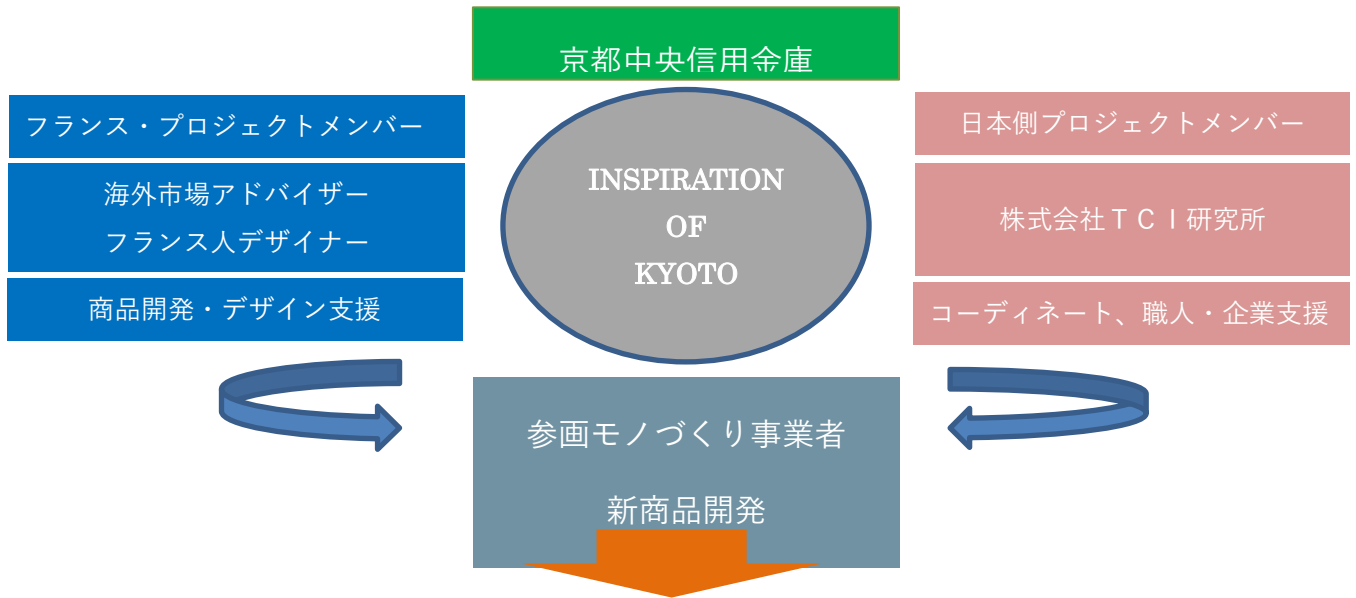 京都中央信用金庫
フランス・プロジェクトメンバー
海外市場アドバイザー
フランス人デザイナー
商品開発・デザイン支援
INSPIRATION
OF
KYOTO
日本側プロジェクトメンバー
株式会社ＴＣＩ研究所
コーディネート、職人・企業支援
参画モノづくり事業者
新商品開発